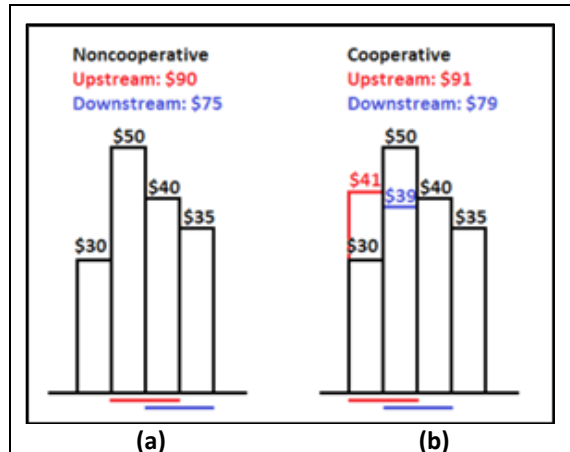 Noncooperative
Upstream: $90
Downstream: $75
$50
$40
$35
$30
(a)
Cooperative
Upstream: $91
Downstream: $79
$50
$41
$39
$40
$35
$30
(b)